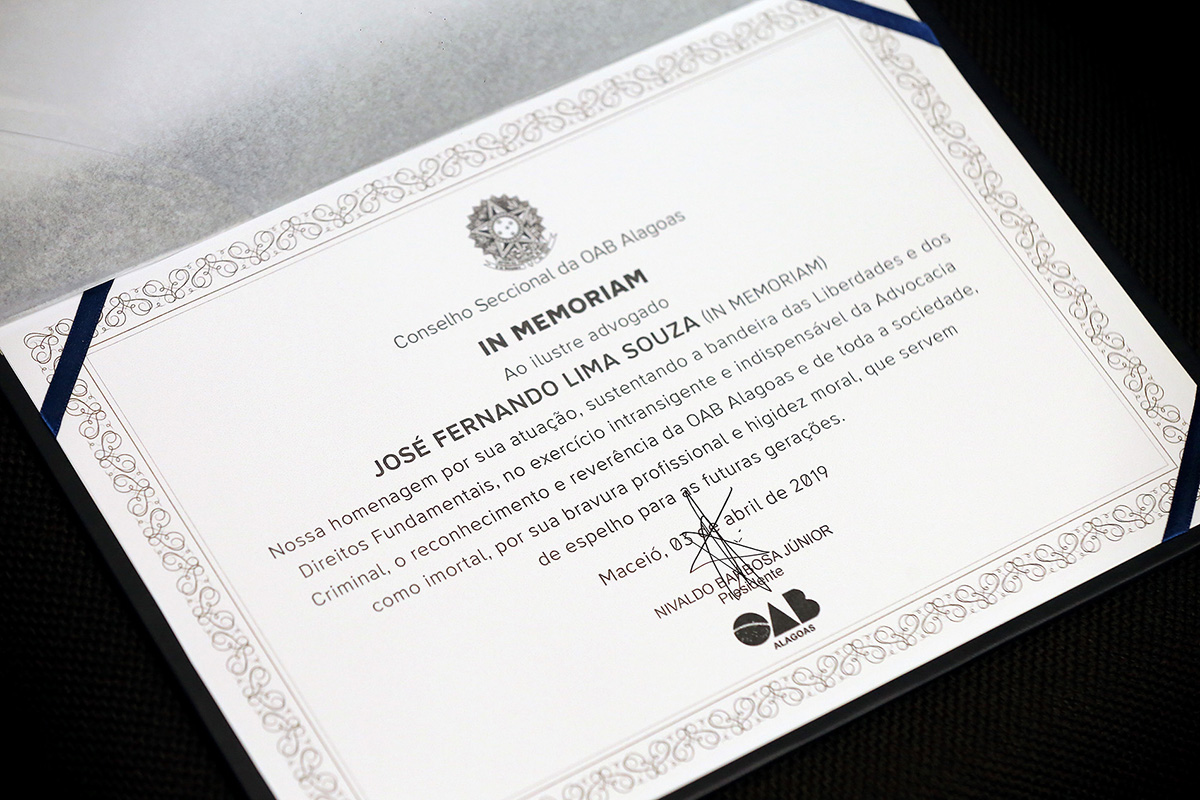 Conselho Seccional da OAB Alagoas
IN MEMORIAM
Ao ilustre advogado
JOSÉ FERNANDO LIMA SOUZA (IN MEMORIAM)
Nossa homenagem por sua atuação, sustentando a bandeira das Liberdades e dos
Direitos Fundamentais, no exercício intransigente e indispensável da Advocacia
Criminal, o reconhecimento e reverência da OAB Alagoas e de toda a sociedade,
como imortal, por sua bravura profissional e higidez moral, que servem
de espelho para as futuras gerações.
Maceió, 03 de abril de 2019
NIVALDO BARBOSA JÚNIOR
Presidente
OAB
ALAGOAS